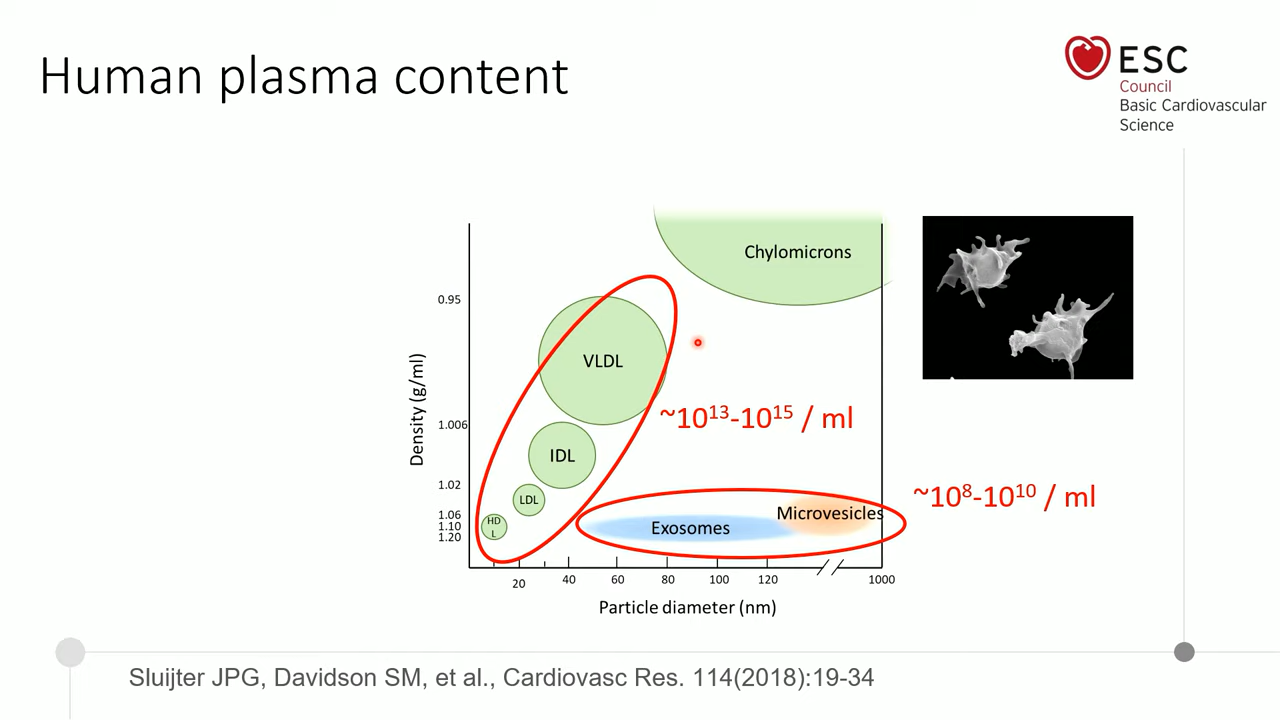 Human plasma content
ESC
Council
Basic Cardiovascular
Science
Chylomicrons
0.95
VLDL
~10¹³-10¹⁵ / ml
Density (g/ml)
1.006
IDL
1.02
LDL
~10⁸-10¹⁰ / ml
1.06
HD
L
Microvesicles
1.10
Exosomes
1.20
20
40
60
80
100
120
1000
Particle diameter (nm)
Sluijter JPG, Davidson SM, et al., Cardiovasc Res. 114(2018):19-34